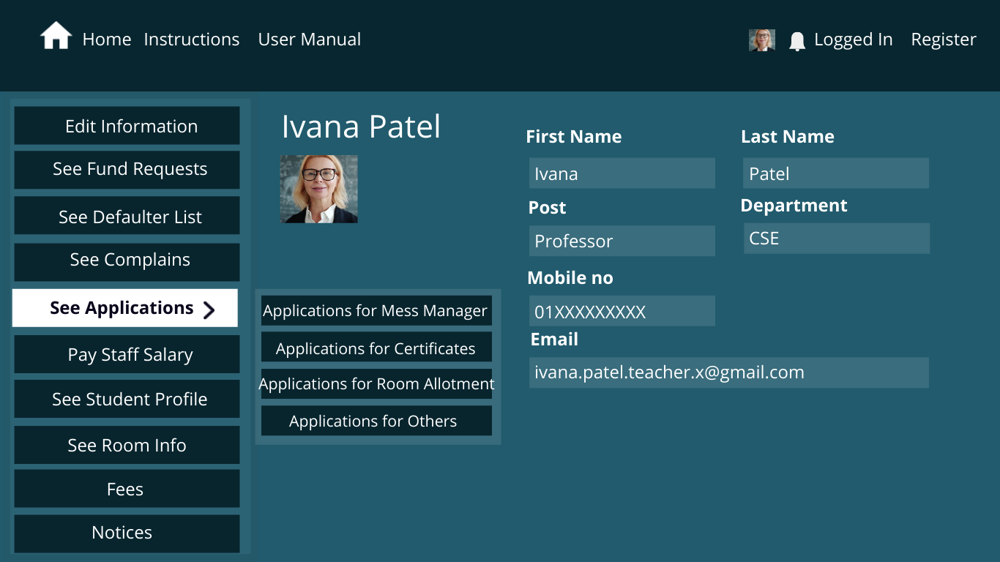 Home Instructions User Manual
Logged In Register
Edit Information
See Fund Requests
See Defaulter List
See Complains
See Applications
Pay Staff Salary
See Student Profile
See Room Info
Fees
Notices
Ivana Patel
Applications for Mess Manager
Applications for Certificates
Applications for Room Allotment
Applications for Others
First Name
Ivana
Last Name
Patel
Post
Professor
Department
CSE
Mobile no
01XXXXXXXXX
Email
ivana.patel.teacher.x@gmail.com